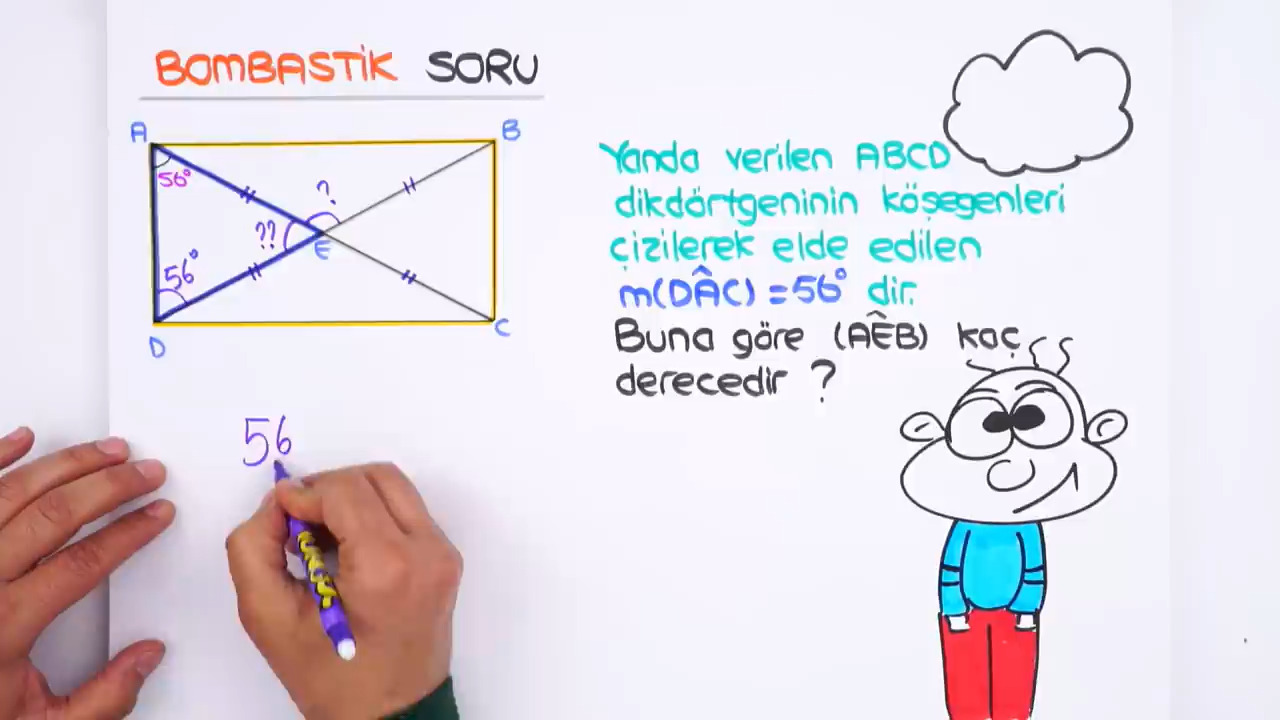 BOMBASTİK SORU
A
B
56°
?
??
E
56°
D
C
Yanda verilen ABCD
dikdörtgeninin köşegenleri
çizilerek elde edilen
m(DÂC) = 56° dir.
Buna göre (AÊB) kaç
derecedir ?
56